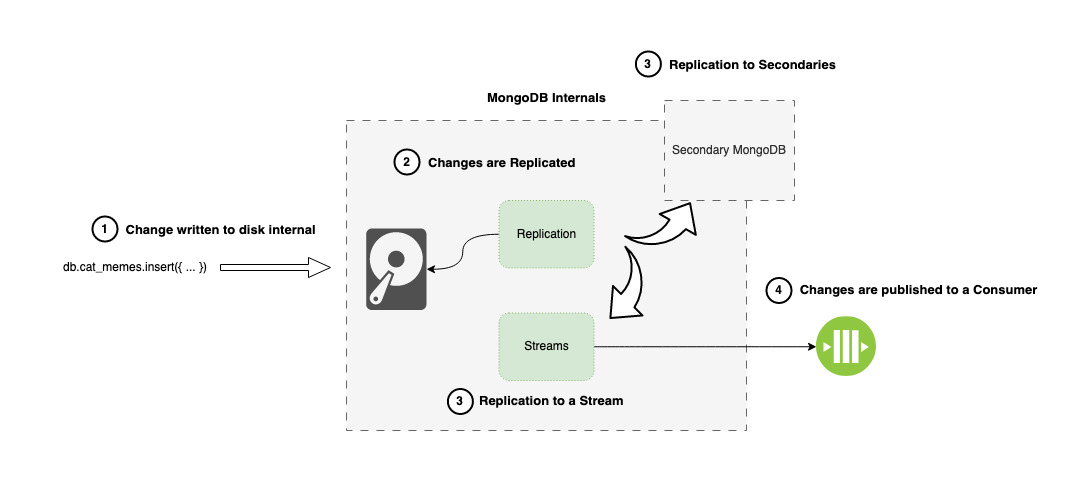 3 Replication to Secondaries
MongoDB Internals
Secondary MongoDB
2 Changes are Replicated
1 Change written to disk internal
Replication
db.cat_memes.insert({ ... })
4 Changes are published to a Consumer
Streams
3 Replication to a Stream